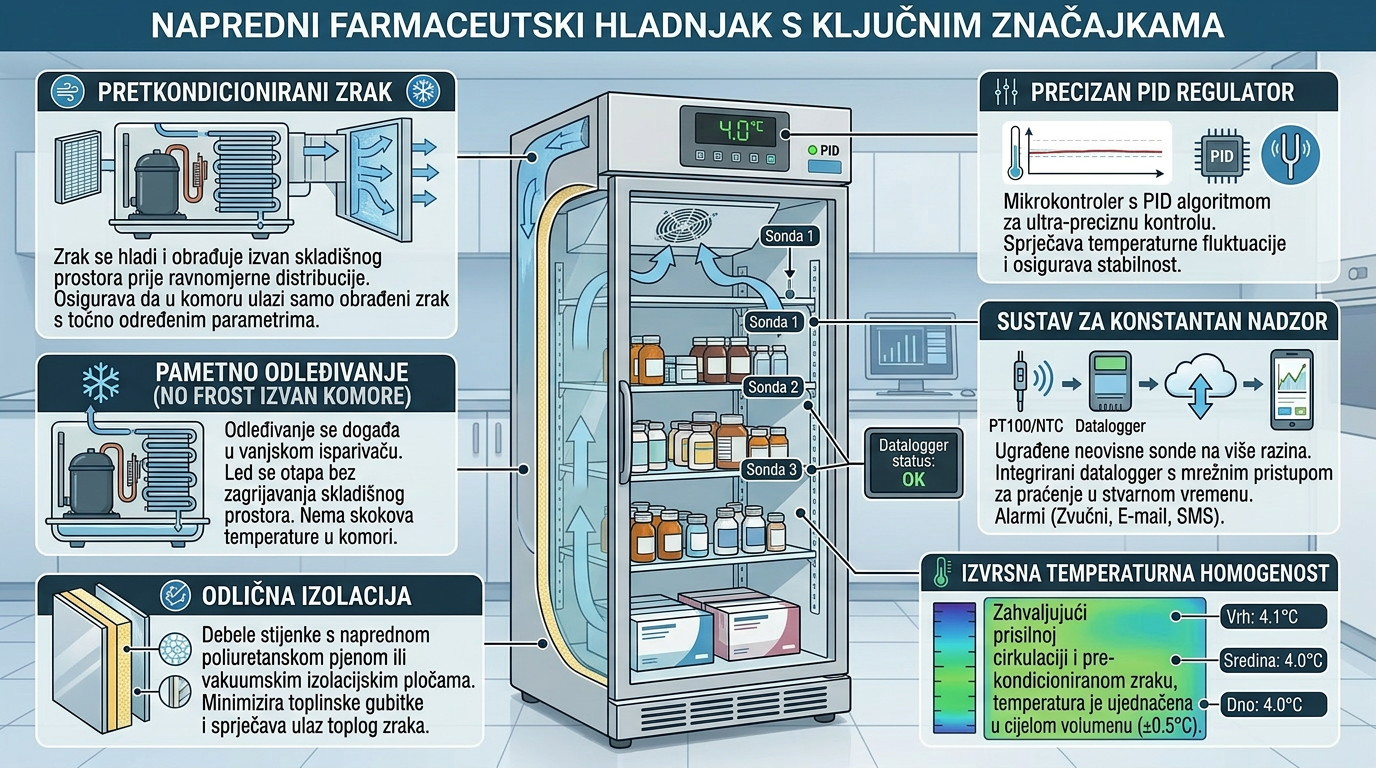 NAPREDNI FARMACEUTSKI HLADNJAK S KLJUČNIM ZNAČAJKAMA
PRETKONDICIONIRANI ZRAK
Zrak se hladi i obrađuje izvan skladišnog
prostora prije ravnomjerne distribucije.
Osigurava da u komoru ulazi samo obrađeni zrak
s točno određenim parametrima.
PAMETNO ODLEĐIVANJE
(NO FROST IZVAN KOMORE)
Odleđivanje se događa
u vanjskom isparivaču.
Led se otapa bez
zagrijavanja skladišnog
prostora. Nema skokova
temperature u komori.
ODLIČNA IZOLACIJA
Debele stijenke s naprednom
poliuretanskom pjenom ili
vakuumskim izolacijskim pločama.
Minimizira toplinske gubitke
i sprječava ulaz toplog zraka.
4.0°C
PID
Sonda 1
Sonda 1
Sonda 2
Sonda 3
Datalogger
status:
OK
PRECIZAN PID REGULATOR
PID
Mikrokontroler s PID algoritmom
za ultra-preciznu kontrolu.
Sprječava temperaturne fluktuacije
i osigurava stabilnost.
SUSTAV ZA KONSTANTAN NADZOR
PT100/NTC
Datalogger
Ugrađene neovisne sonde na više razina.
Integrirani datalogger s mrežnim pristupom
za praćenje u stvarnom vremenu.
Alarmi (Zvučni, E-mail, SMS).
IZVRSNA TEMPERATURNA HOMOGENOST
Zahvaljujući
prisilnoj
cirkulaciji i pre-
kondicioniranom zraku,
temperatura je ujednačena
u cijelom volumenu (±0.5°C).
Vrh: 4.1°C
Sredina: 4.0°C
Dno: 4.0°C